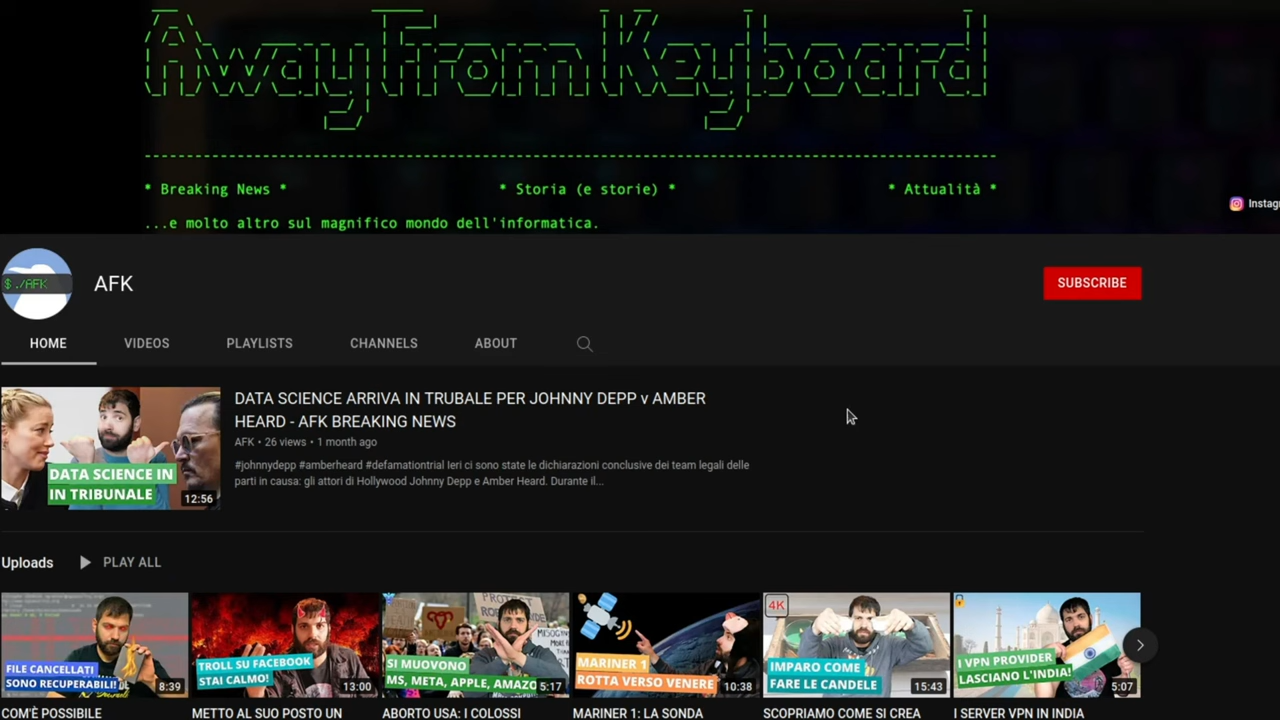 AwayFromKeyboard
* Breaking News * * Storia (e storie) * * Attualità *
...e molto altro sul magnifico mondo dell'informatica.
Instagr
$ ./AFK
AFK
SUBSCRIBE
HOME VIDEOS PLAYLISTS CHANNELS ABOUT
DATA SCIENCE ARRIVA IN TRUBALE PER JOHNNY DEPP v AMBER
HEARD - AFK BREAKING NEWS
AFK • 26 views • 1 month ago
#johnnydepp #amberheard #defamationtrial Ieri ci sono state le dichiarazioni conclusive dei team legali delle
parti in causa: gli attori di Hollywood Johnny Depp e Amber Heard. Durante il...
DATA SCIENCE IN
IN TRIBUNALE
12:56
Uploads PLAY ALL
FILE CANCELLATI
SONO RECUPERABILI!
8:39
TROLL SU FACEBOOK
STAI CALMO!
13:00
SI MUOVONO
MS, META, APPLE, AMAZO
5:17
MARINER 1
ROTTA VERSO VENERE
10:38
4K
IMPARO COME
FARE LE CANDELE
15:43
I VPN PROVIDER
LASCIANO L'INDIA!
5:07
COM'È POSSIBILE
METTO AL SUO POSTO UN
ABORTO USA: I COLOSSI
MARINER 1: LA SONDA
SCOPRIAMO COME SI CREA
I SERVER VPN IN INDIA